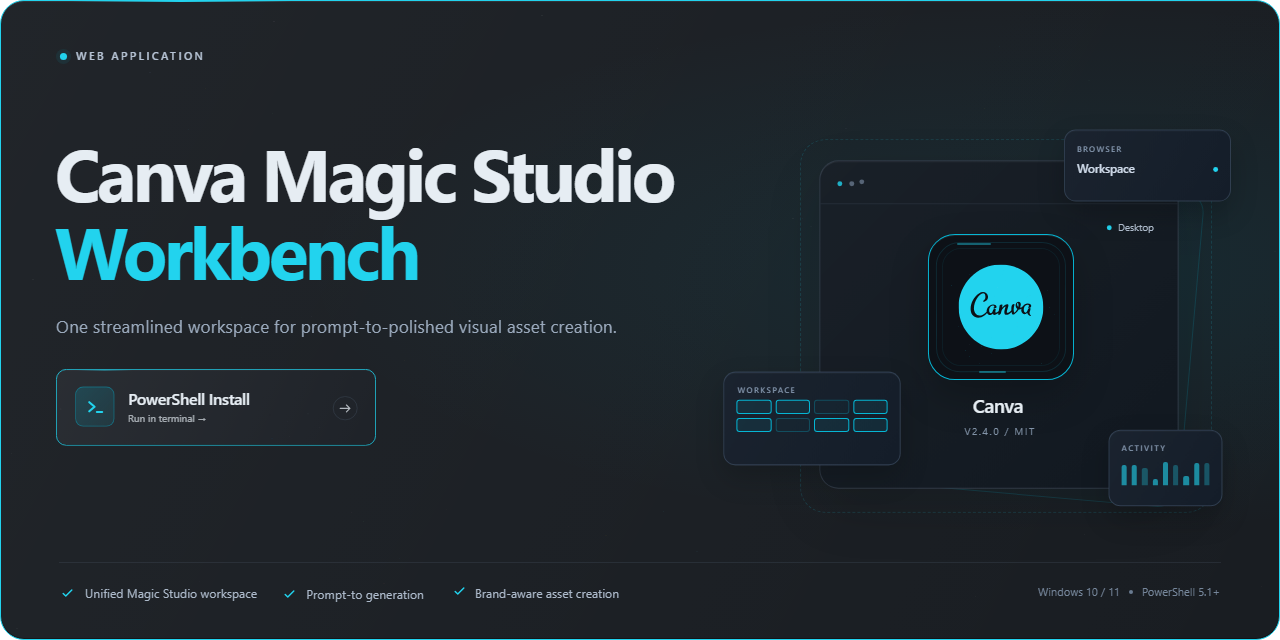 WEB APPLICATION
Canva Magic Studio
Workbench
One streamlined workspace for prompt-to-polished visual asset creation.
PowerShell Install
Run in terminal →
BROWSER
Workspace
Desktop
Canva
Canva
V2.4.0 / MIT
WORKSPACE
ACTIVITY
Unified Magic Studio workspace
Prompt-to generation
Brand-aware asset creation
Windows 10 / 11 • PowerShell 5.1+